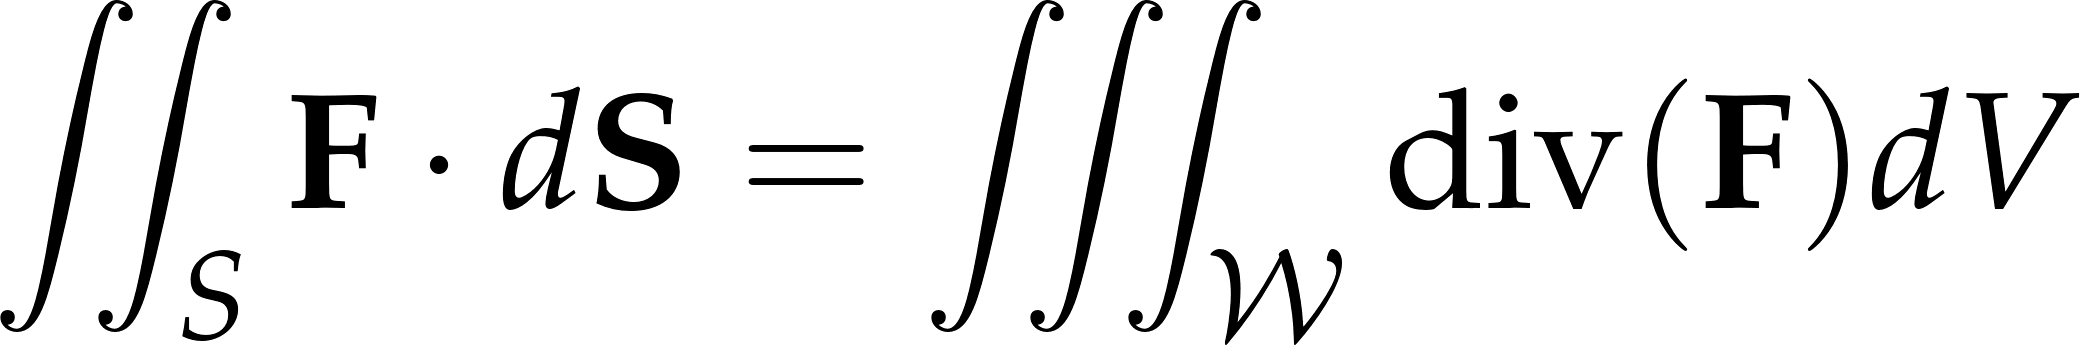 ∬_S 𝐅 · d𝐒 = ∭_𝒲 div(𝐅)dV